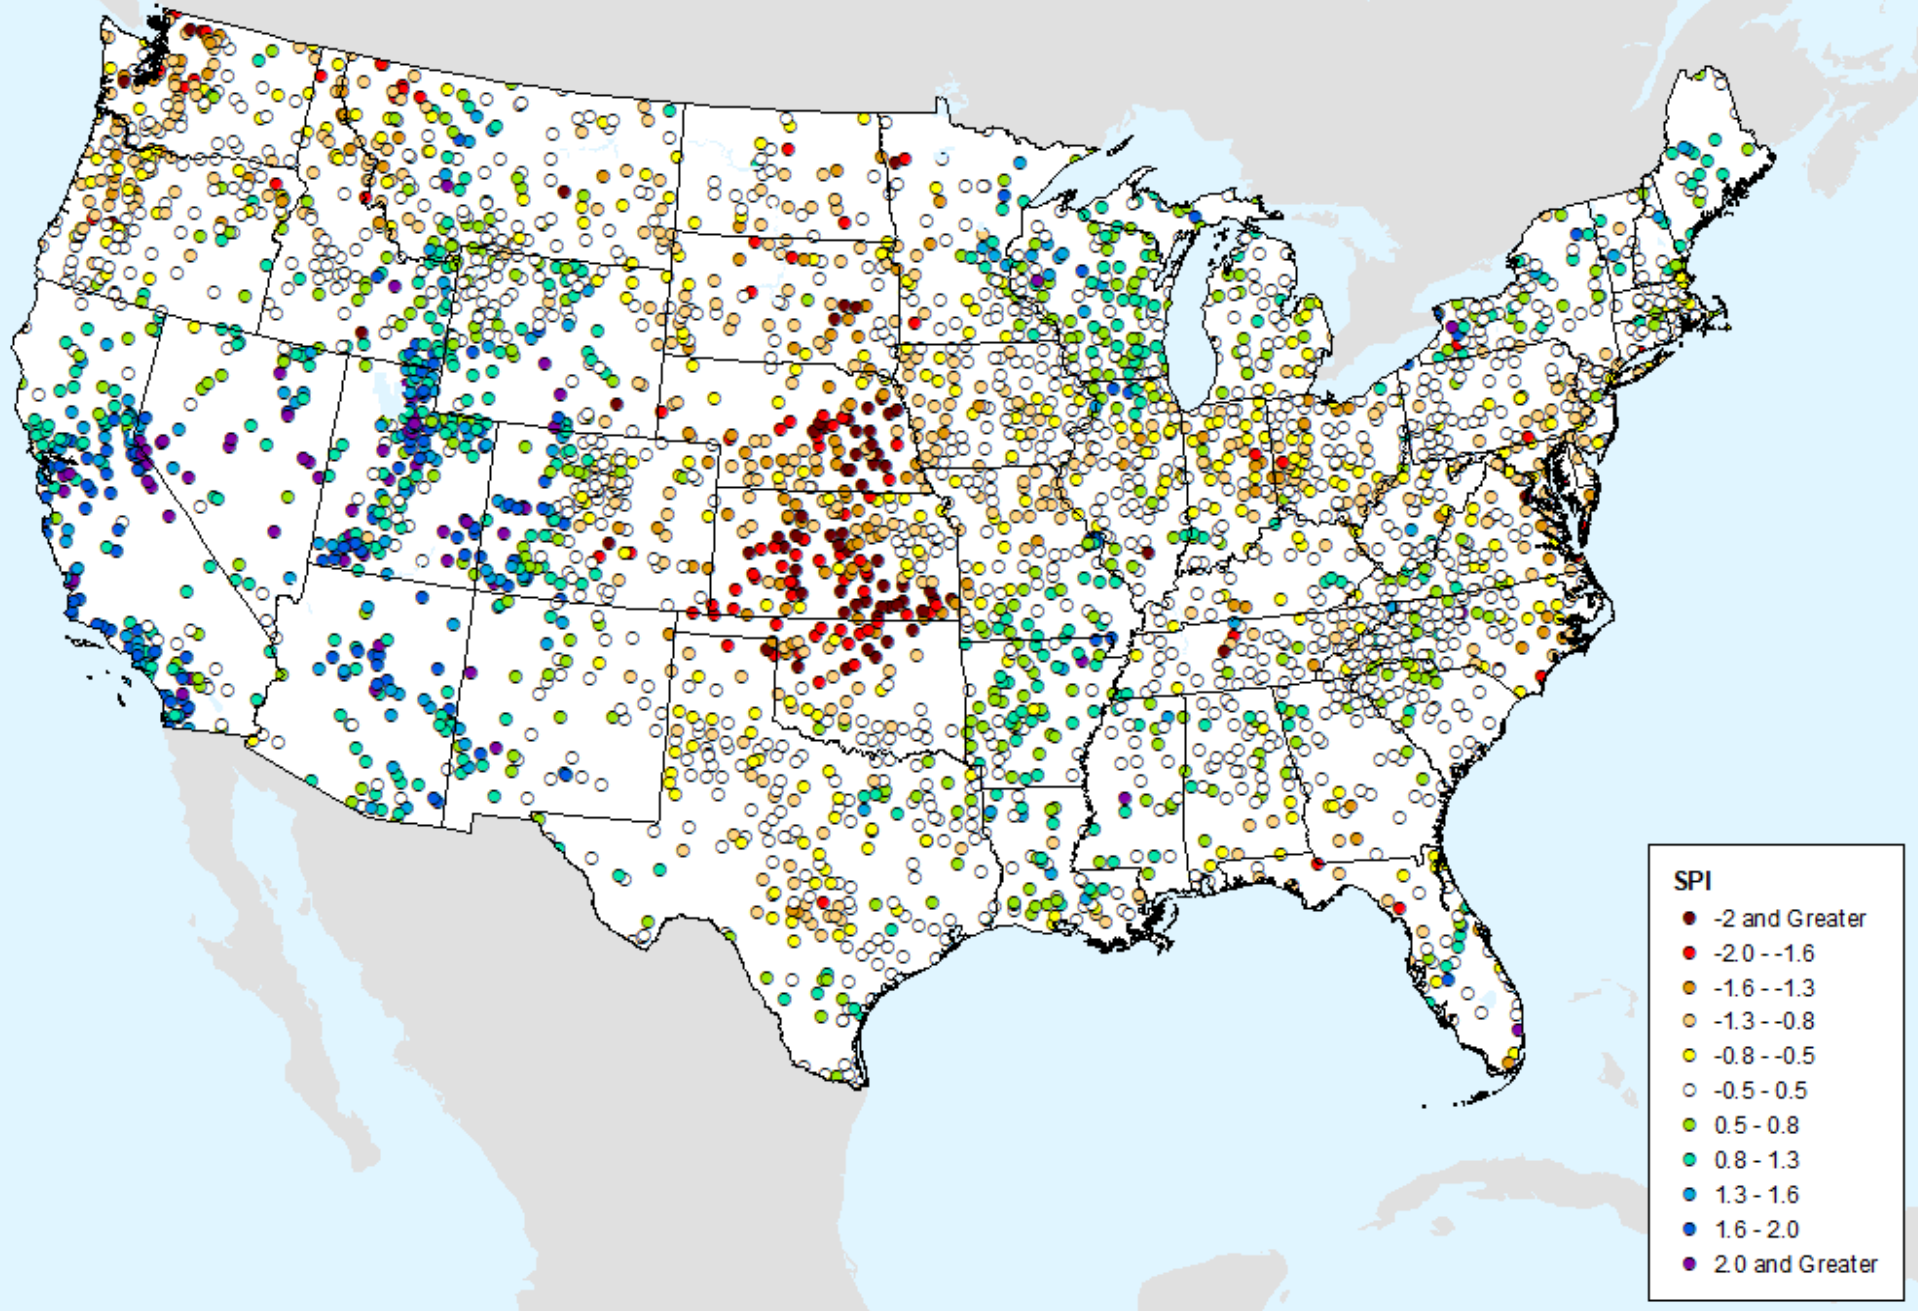 SPI
-2 and Greater
-2.0 - -1.6
-1.6 - -1.3
-1.3 - -0.8
-0.8 - -0.5
-0.5 - 0.5
0.5 - 0.8
0.8 - 1.3
1.3 - 1.6
1.6 - 2.0
2.0 and Greater